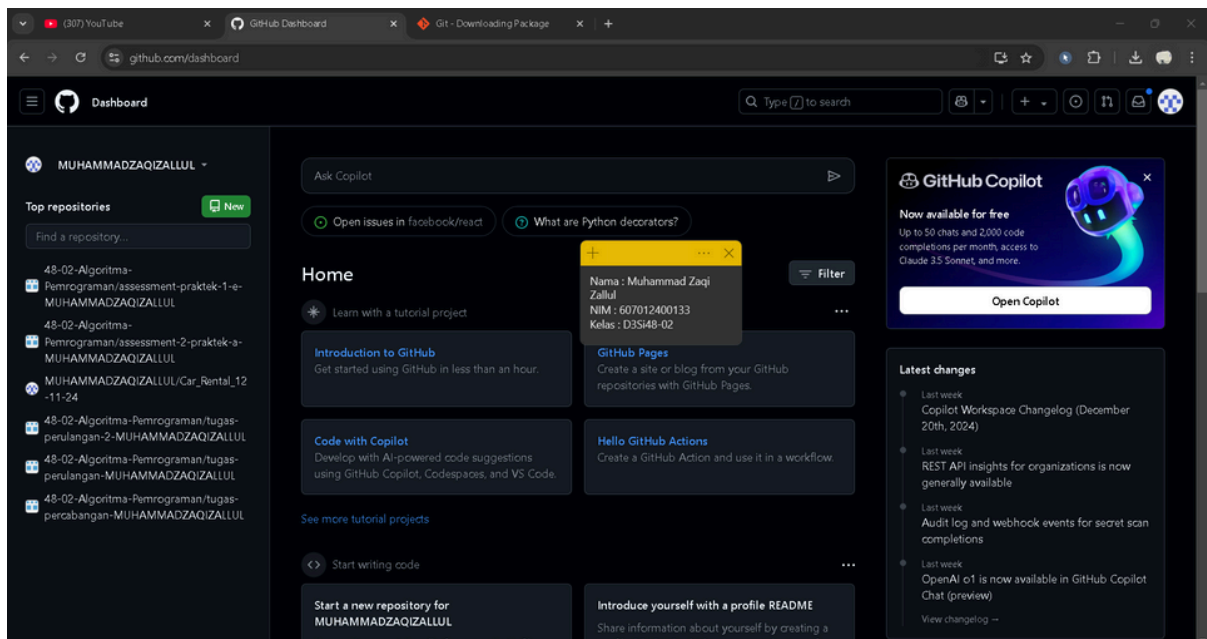 (307) YouTube
GitHub Dashboard
Git - Downloading Package
github.com/dashboard
Dashboard
Type / to search
MUHAMMADZAQIZALLUL
Top repositories
New
Find a repository...
48-02-Algoritma-
Pemrograman/assessment-praktek-1-e-
MUHAMMADZAQIZALLUL
48-02-Algoritma-
Pemrograman/assessment-2-praktek-a-
MUHAMMADZAQIZALLUL
MUHAMMADZAQIZALLUL/Car_Rental_12
-11-24
48-02-Algoritma-Pemrograman/tugas-
perulangan-2-MUHAMMADZAQIZALLUL
48-02-Algoritma-Pemrograman/tugas-
perulangan-MUHAMMADZAQIZALLUL
48-02-Algoritma-Pemrograman/tugas-
percabangan-MUHAMMADZAQIZALLUL
Ask Copilot
Open issues in facebook/react
What are Python decorators?
Home
Filter
Nama : Muhammad Zaqi
Zallul
NIM : 607012400133
Kelas : D3Si48-02
Learn with a tutorial project
Introduction to GitHub
Get started using GitHub in less than an hour.
GitHub Pages
Create a site or blog from your GitHub
repositories with GitHub Pages.
Code with Copilot
Develop with AI-powered code suggestions
using GitHub Copilot, Codespaces, and VS Code.
Hello GitHub Actions
Create a GitHub Action and use it in a workflow.
See more tutorial projects
Start writing code
Start a new repository for
MUHAMMADZAQIZALLUL
Introduce yourself with a profile README
Share information about yourself by creating a
GitHub Copilot
Now available for free
Up to 50 chats and 2,000 code
completions per month, access to
Claude 3.5 Sonnet, and more.
Open Copilot
Latest changes
Last week
Copilot Workspace Changelog (December
20th, 2024)
Last week
REST API insights for organizations is now
generally available
Last week
Audit log and webhook events for secret scan
completions
Last week
OpenAI o1 is now available in GitHub Copilot
Chat (preview)
View changelog →